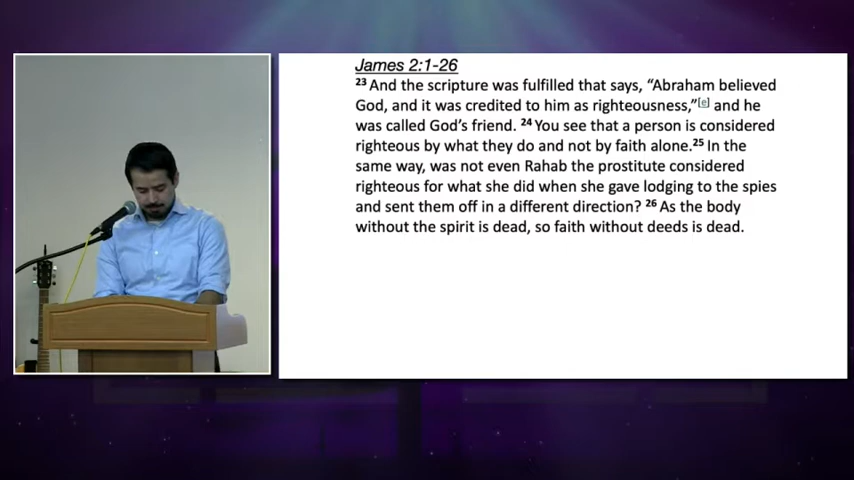 James 2:1-26
23 And the scripture was fulfilled that says, “Abraham believed
God, and it was credited to him as righteousness,”[e] and he
was called God’s friend. 24 You see that a person is considered
righteous by what they do and not by faith alone.25 In the
same way, was not even Rahab the prostitute considered
righteous for what she did when she gave lodging to the spies
and sent them off in a different direction? 26 As the body
without the spirit is dead, so faith without deeds is dead.